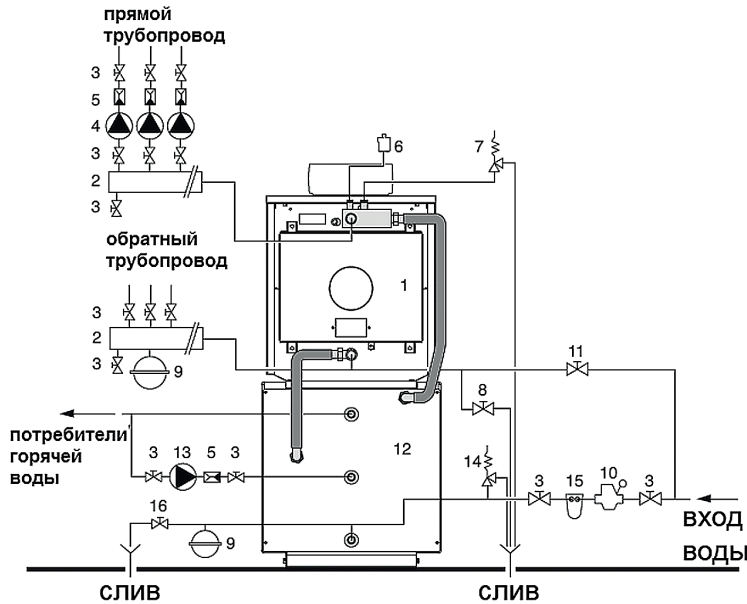 прямой
трубопровод
3
5
4
3
2
3
6
7
обратный
трубопровод
3
2
3
9
1
11
8
потребители
горячей
воды
3 13 5 3
12
14
3 15 10 3
16
9
ВХОД
ВОДЫ
СЛИВ
СЛИВ